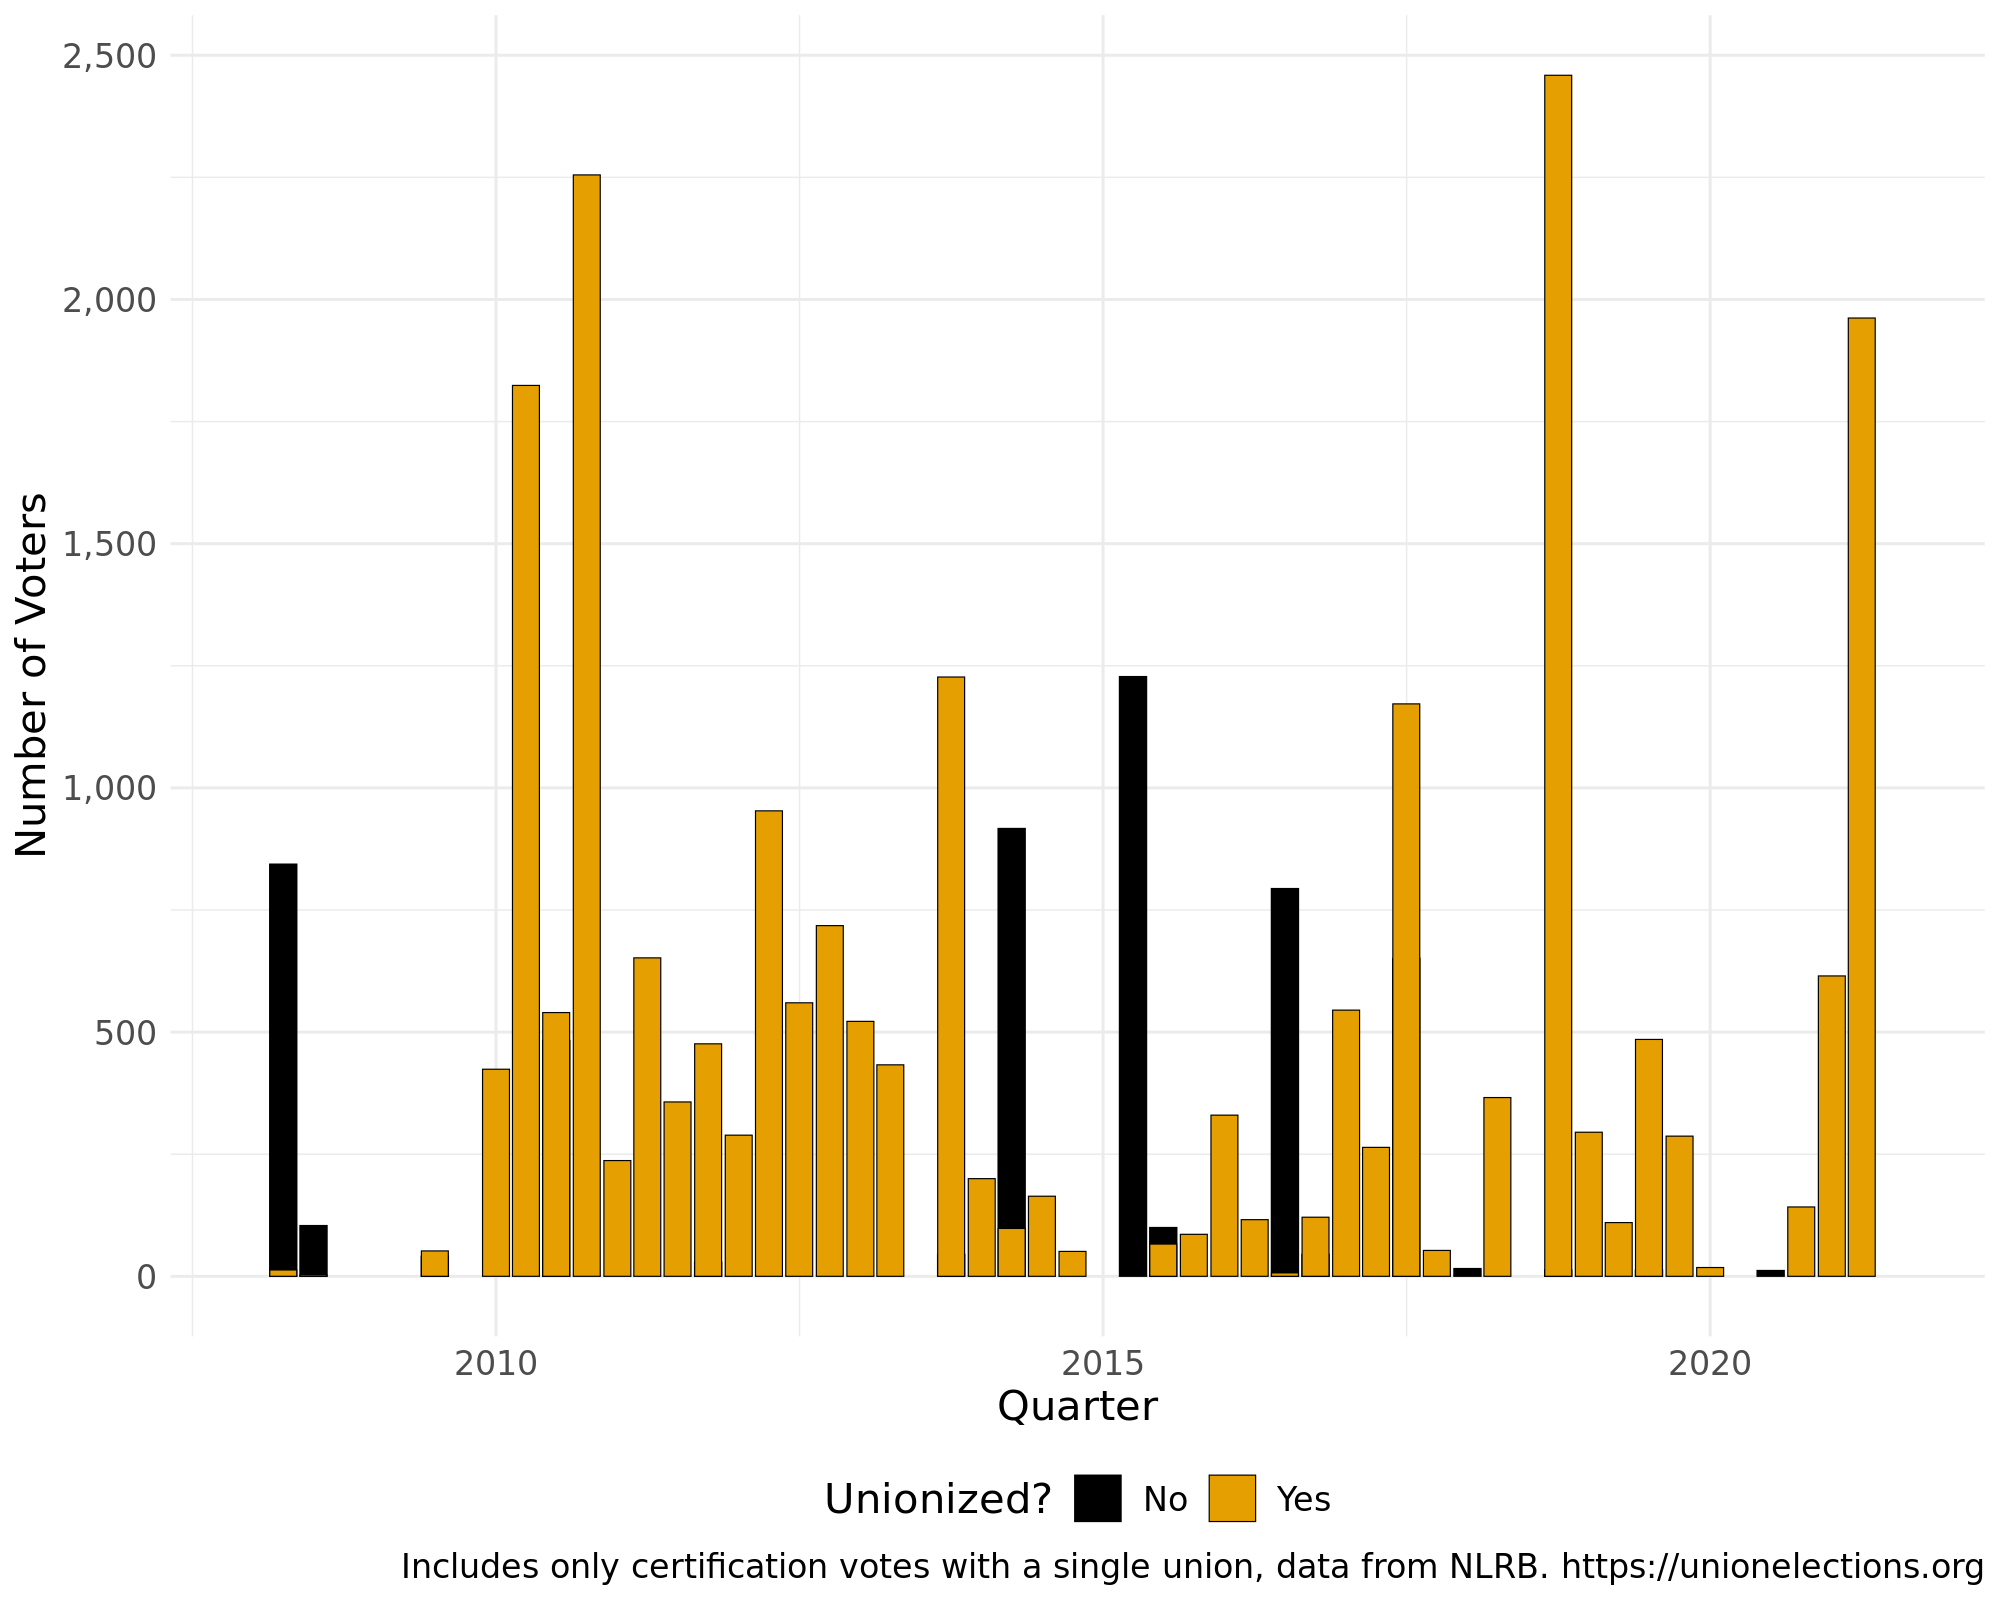 2,500
2,000
1,500
1,000
500
0
Number of Voters
2010 2015 2020
Quarter
Unionized? No Yes
Includes only certification votes with a single union, data from NLRB. https://unionelections.org